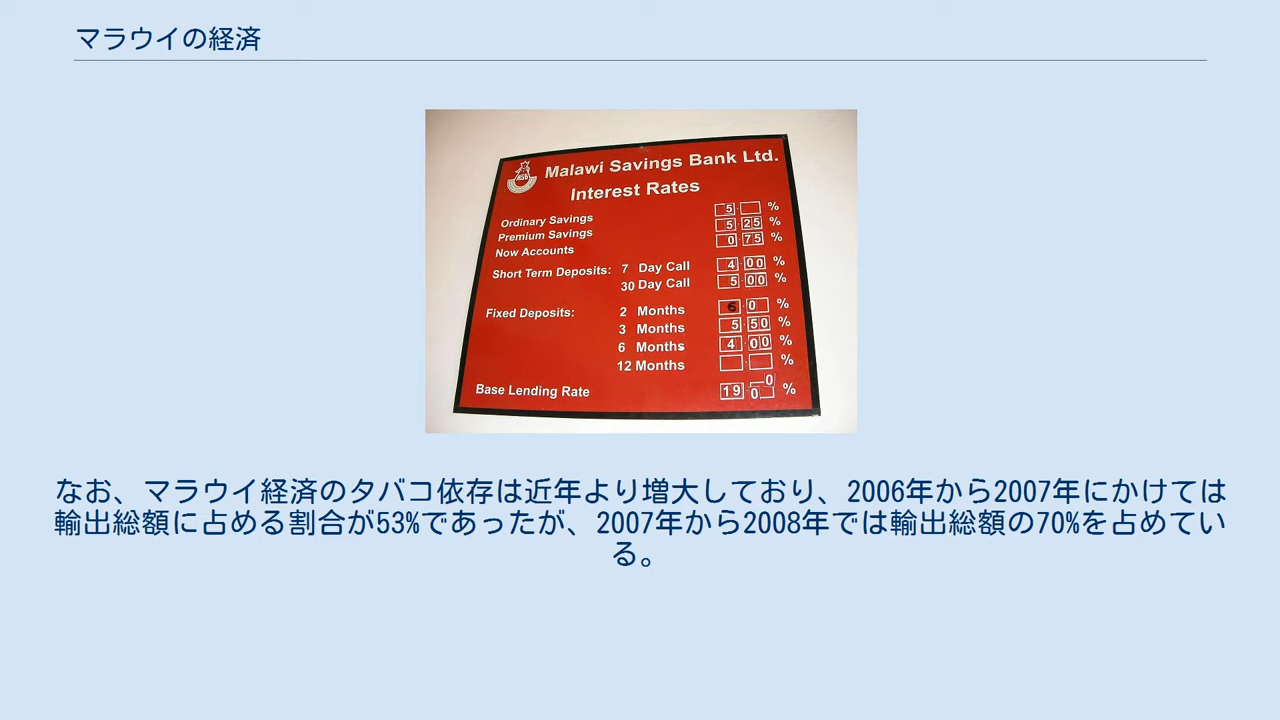 マラウイの経済
Malawi Savings Bank Ltd.
Interest Rates
Ordinary Savings 5 %
Premium Savings 5 25 %
Now Accounts 0 75 %
Short Term Deposits: 7 Day Call 4 00 %
30 Day Call 5 00 %
Fixed Deposits: 2 Months 6 0 %
3 Months 5 50 %
6 Months 4 00 %
12 Months %
Base Lending Rate 19 0 0 %
なお、マラウイ経済のタバコ依存は近年より増大しており、2006年から2007年にかけては
輸出総額に占める割合が53%であったが、2007年から2008年では輸出総額の70%を占めてい
る。